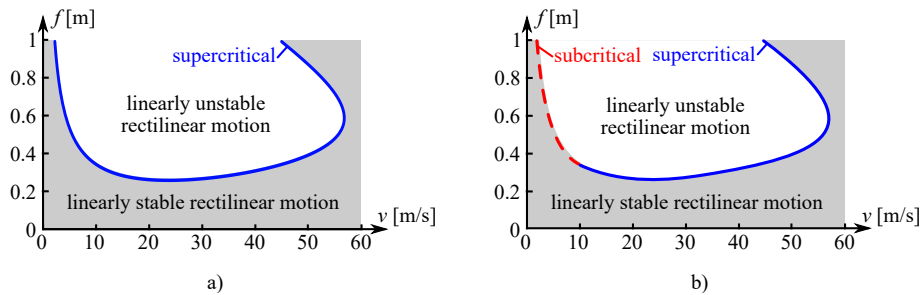 f [m]
1
0.8
0.6
0.4
0.2
0
supercritical
linearly unstable
rectilinear motion
linearly stable rectilinear motion
v [m/s]
0 10 20 30 40 50 60
a)
f [m]
1
0.8
0.6
0.4
0.2
0
subcritical supercritical
linearly unstable
rectilinear motion
linearly stable rectilinear motion
v [m/s]
0 10 20 30 40 50 60
b)